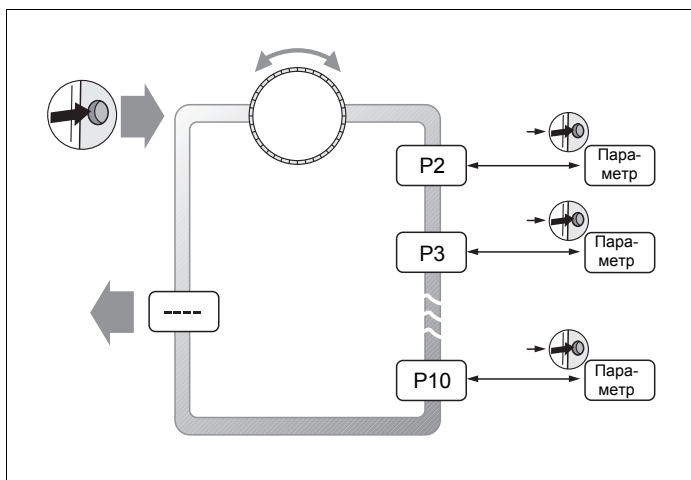 P2
Пара-
метр
P3
Пара-
метр
----
P10
Пара-
метр